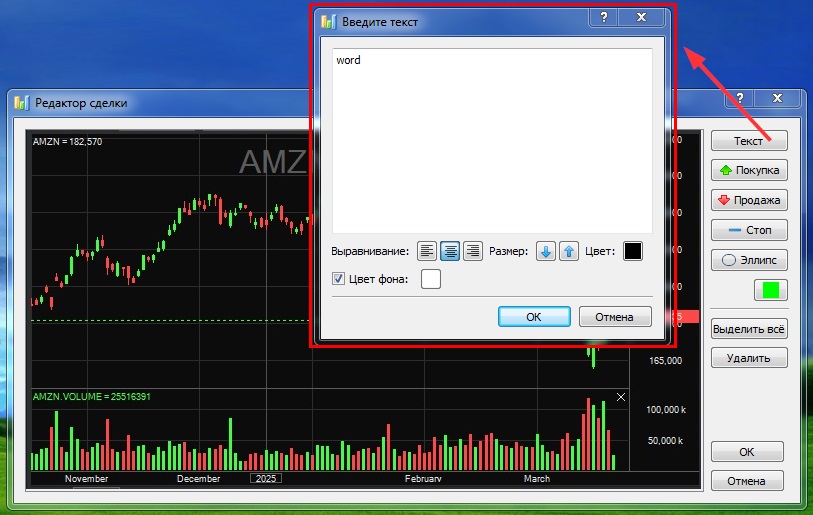 Введите текст
word
Выравнивание: Размер: Цвет:
Цвет фона:
OK Отмена
Редактор сделки
AMZN = 182,570
AMZ
165,000
AMZN.VOLUME = 25516391
100,000 k
50,000 k
November December 2025 February March
Текст
Покупка
Продажа
Стоп
Эллипс
Выделить всё
Удалить
OK
Отмена